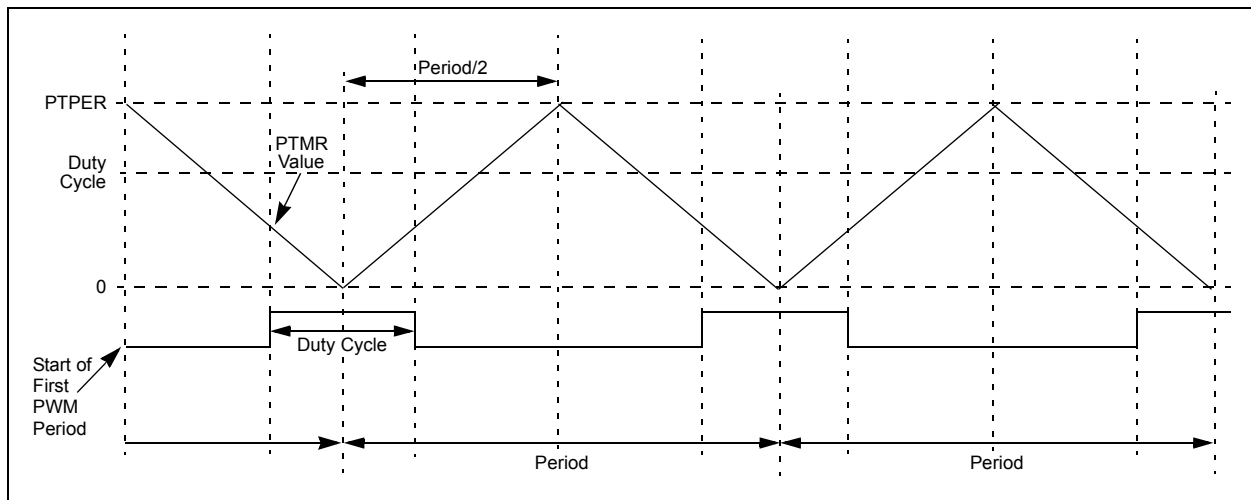 Period/2
PTPER
PTMR
Value
Duty
Cycle
0
Duty Cycle
Start of
First
PWM
Period
Period
Period